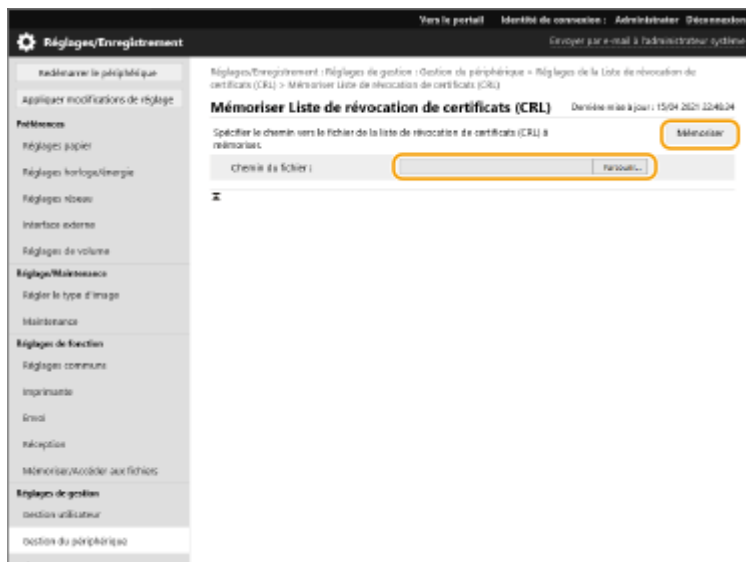 Vers le portail Identité de connexion : Administrator Déconnexion
Réglages/Enregistrement
Envoyer par e-mail à l'administrateur système
Redémarrer le périphérique
Appliquer modifications de réglage
Préférences
Réglages papier
Réglages horloge/énergie
Réglages réseau
Interface externe
Réglages de volume
Réglage/Maintenance
Régler le type d'image
Maintenance
Réglages de fonction
Réglages communs
Imprimante
Envoi
Réception
Mémoriser/Accéder aux fichiers
Réglages de gestion
Gestion utilisateur
Gestion du périphérique
Réglages/Enregistrement : Réglages de gestion : Gestion du périphérique > Réglages de la Liste de révocation de
certificats (CRL) > Mémoriser Liste de révocation de certificats (CRL)
Mémoriser Liste de révocation de certificats (CRL)
Dernière mise à jour : 15/04 2021 22:40:34
Spécifier le chemin vers le fichier de la liste de révocation de certificats (CRL) à
mémoriser.
Mémoriser
Chemin du fichier :
Parcourir...